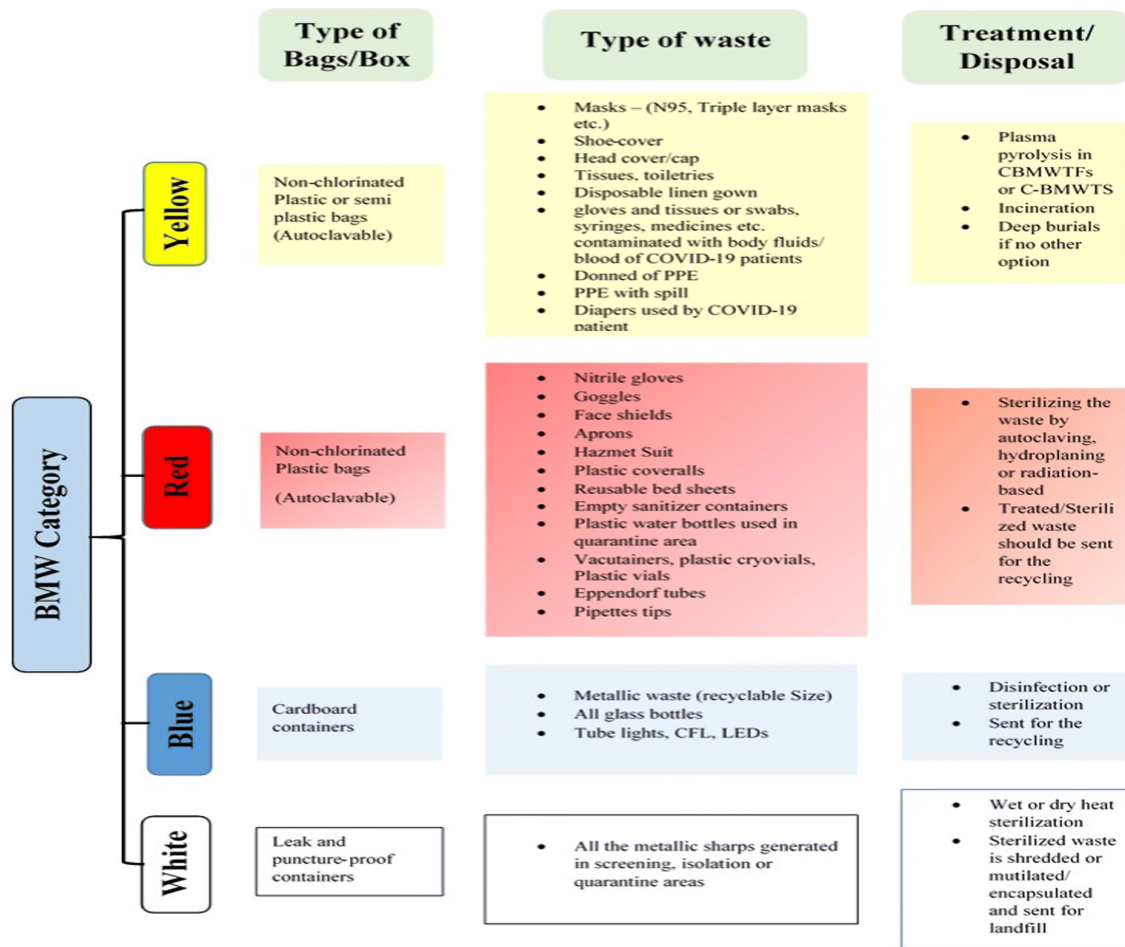 Type of
Bags/Box
Type of waste
Treatment/
Disposal
BMW Category
Yellow
Non-chlorinated
Plastic or semi
plastic bags
(Autoclavable)
• Masks – (N95, Triple layer masks
etc.)
• Shoe-cover
• Head cover/cap
• Tissues, toiletries
• Disposable linen gown
• gloves and tissues or swabs,
syringes, medicines etc.
contaminated with body fluids/
blood of COVID-19 patients
• Donned of PPE
• PPE with spill
• Diapers used by COVID-19
patient
• Plasma
pyrolysis in
CBMWTFs
or C-BMWTS
• Incineration
• Deep burials
if no other
option
Red
Non-chlorinated
Plastic bags
(Autoclavable)
• Nitrile gloves
• Goggles
• Face shields
• Aprons
• Hazmet Suit
• Plastic coveralls
• Reusable bed sheets
• Empty sanitizer containers
• Plastic water bottles used in
quarantine area
• Vacutainers, plastic cryovials,
Plastic vials
• Eppendorf tubes
• Pipettes tips
• Sterilizing the
waste by
autoclaving,
hydroplaning
or radiation-
based
• Treated/Sterili
zed waste
should be sent
for the
recycling
Blue
Cardboard
containers
• Metallic waste (recyclable Size)
• All glass bottles
• Tube lights, CFL, LEDs
• Disinfection or
sterilization
• Sent for the
recycling
White
Leak and
puncture-proof
containers
• All the metallic sharps generated
in screening, isolation or
quarantine areas
• Wet or dry heat
sterilization
• Sterilized waste
is shredded or
mutilated/
encapsulated
and sent for
landfill